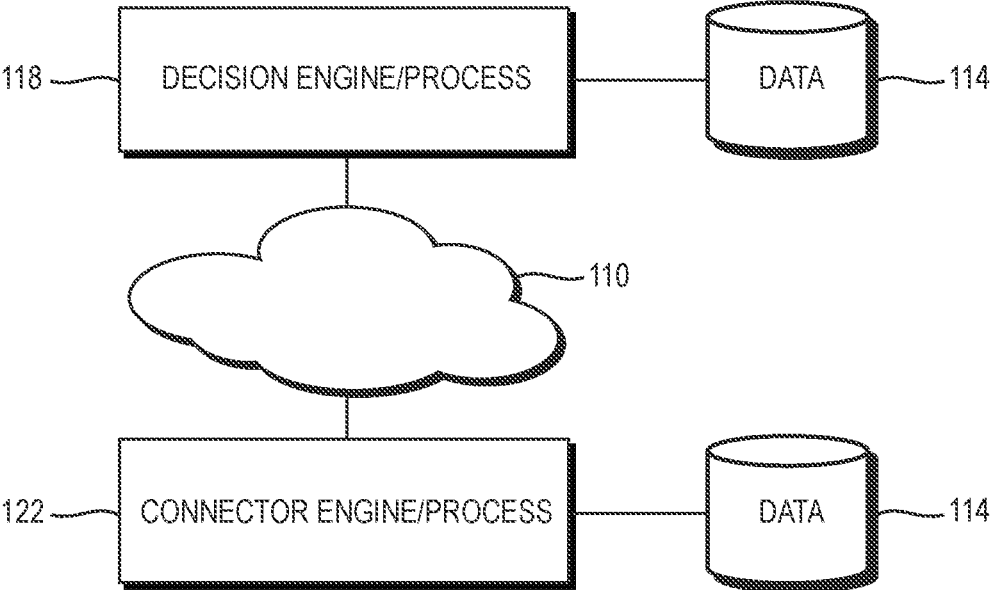 118 DECISION ENGINE/PROCESS DATA 114
110
122 CONNECTOR ENGINE/PROCESS DATA 114